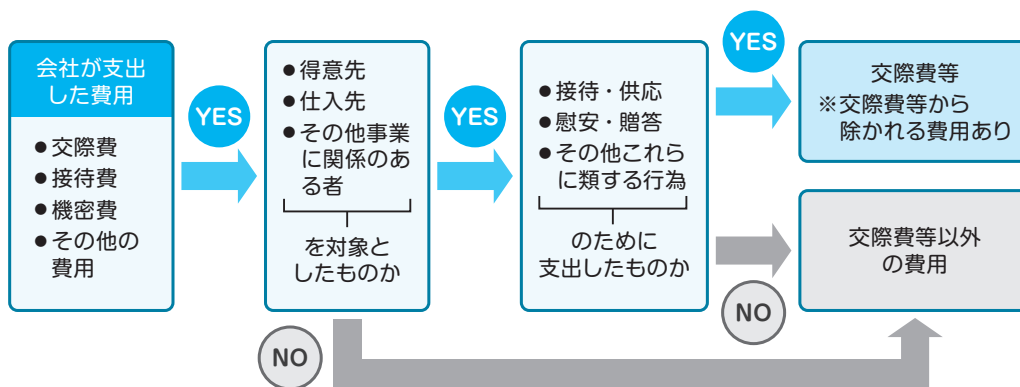 会社が支出
した費用
●交際費
●接待費
●機密費
●その他の
費用
YES
●得意先
●仕入先
●その他事業
に関係のあ
る者
を対象と
したものか
YES
●接待・供応
●慰安・贈答
●その他これら
に類する行為
のために
支出したものか
YES
交際費等
※交際費等から
除かれる費用あり
NO
交際費等以外
の費用
NO